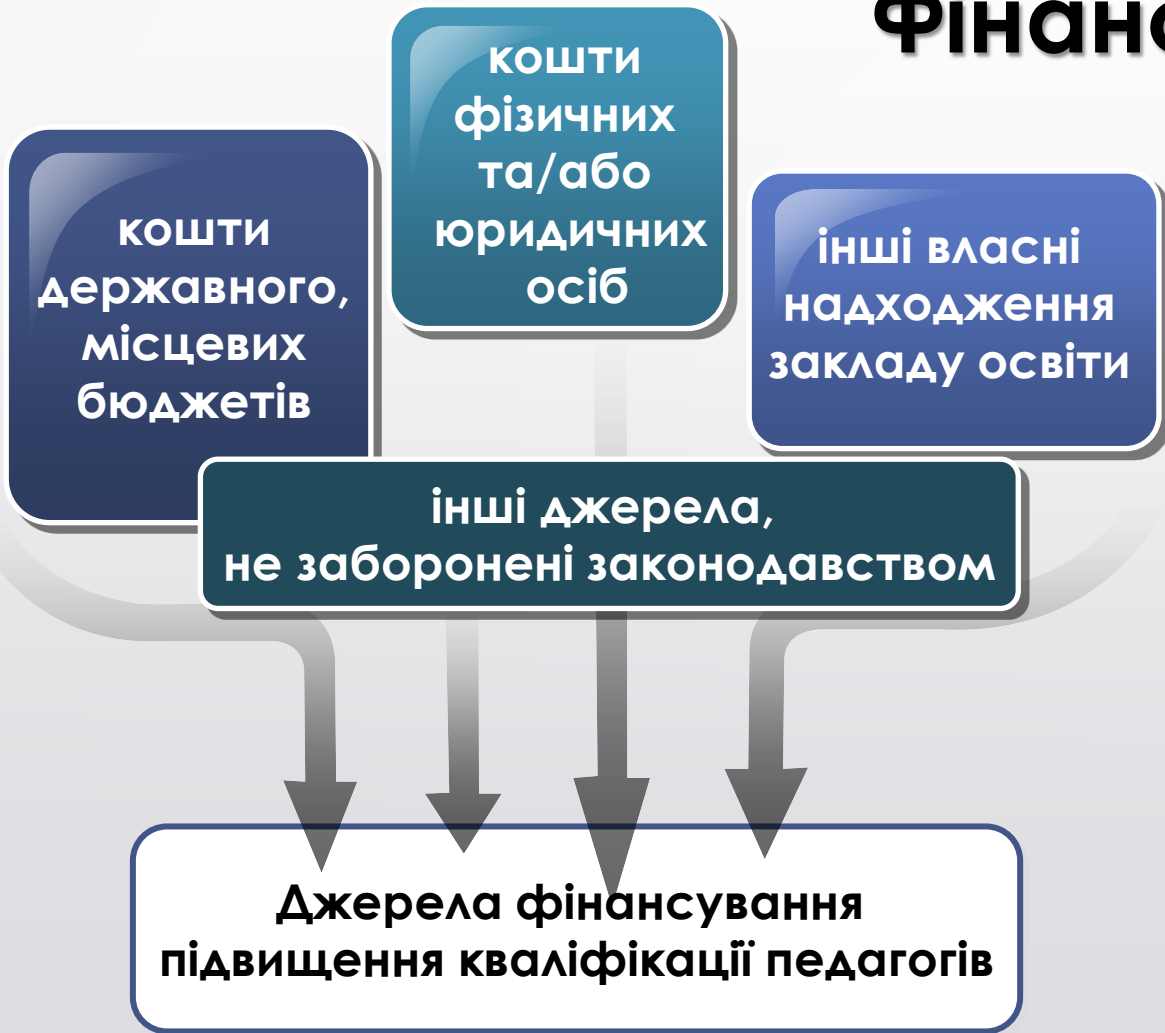 кошти
фізичних
та/або
юридичних
осіб
кошти
державного,
місцевих
бюджетів
інші власні
надходження
закладу освіти
інші джерела,
не заборонені законодавством
Джерела фінансування
підвищення кваліфікації педагогів